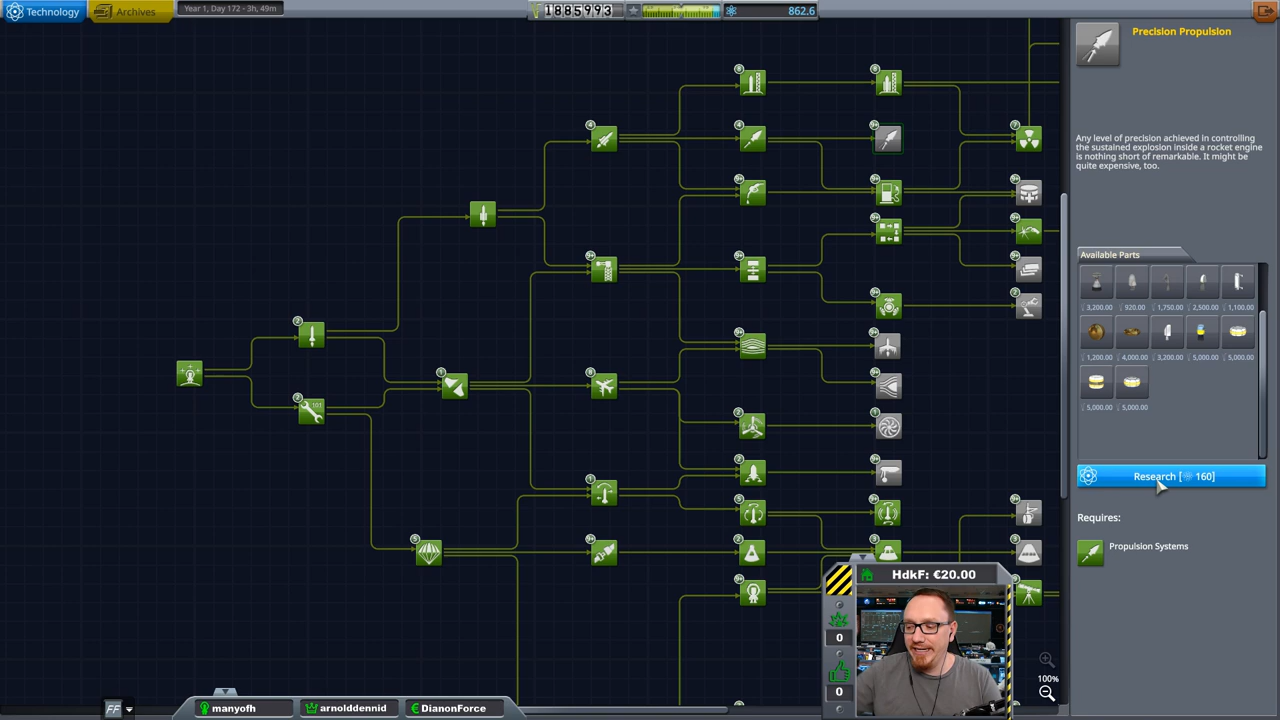 Technology
Archives
Year 1, Day 172 - 3h, 49m
1885993
862.6
Precision Propulsion
Any level of precision achieved in controlling
the sustained explosion inside a rocket engine
is nothing short of remarkable. It might be
quite expensive, too.
Available Parts
3,200.00 920.00 1,750.00 2,500.00 1,100.00
1,200.00 4,000.00 3,200.00 5,000.00 5,000.00
5,000.00 5,000.00
Research [ 160]
Requires:
Propulsion Systems
HdkF: €20.00
0
0
100%
FF
manyofh
arnolddennid
DianonForce